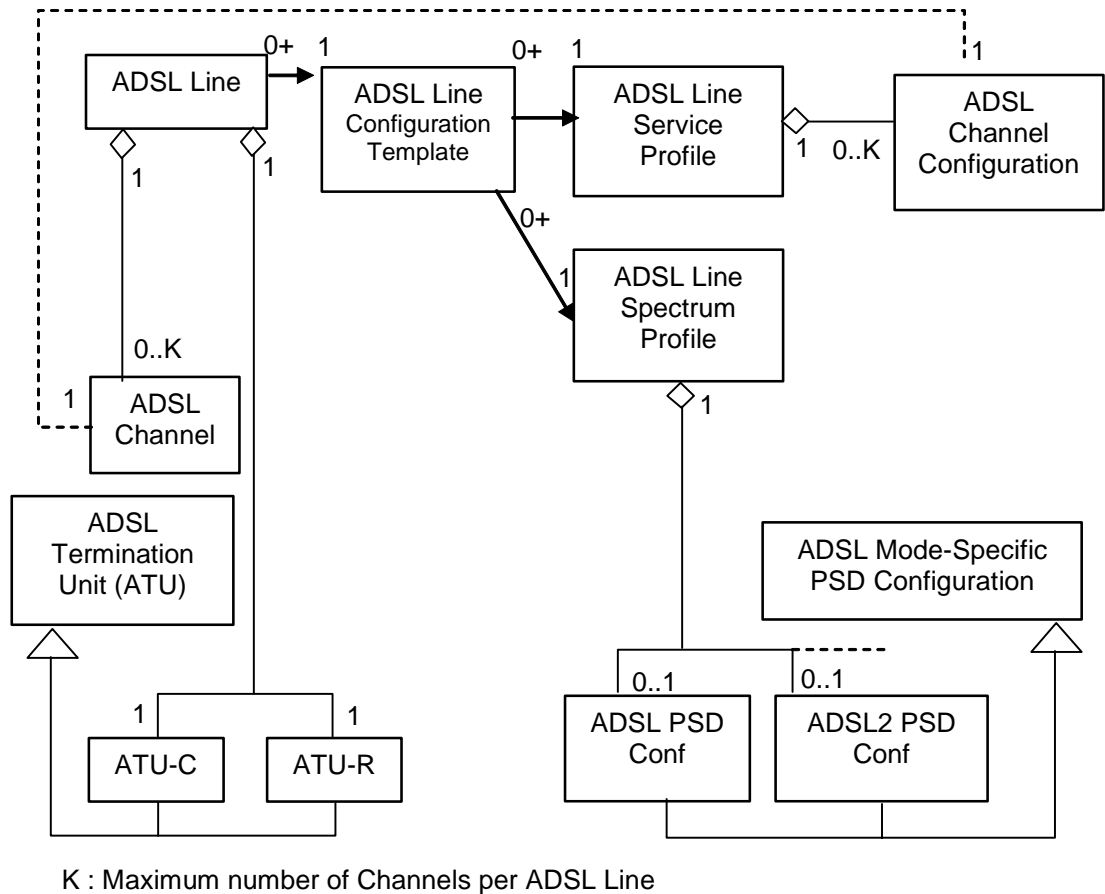 0+
1
0+
1
1
ADSL Line
ADSL Line
Configuration
Template
ADSL Line
Service
Profile
ADSL
Channel
Configuration
1
1
1
0..K
0+
1
ADSL Line
Spectrum
Profile
0..K
1
ADSL
Channel
1
ADSL
Termination
Unit (ATU)
ADSL Mode-Specific
PSD Configuration
0..1
0..1
1
1
ADSL PSD
Conf
ADSL2 PSD
Conf
ATU-C
ATU-R
K : Maximum number of Channels per ADSL Line